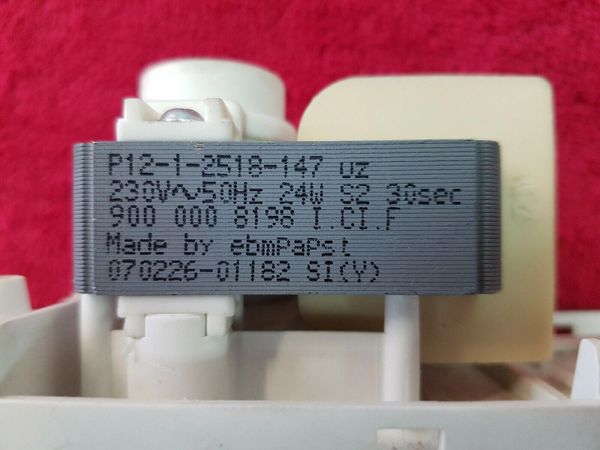 P12-1-2518-147 uz
230V~50Hz 24W S2 30sec
900 000 8198 I.Cl.F
Made by ebmPaPst
070226-01182 SI(Y)